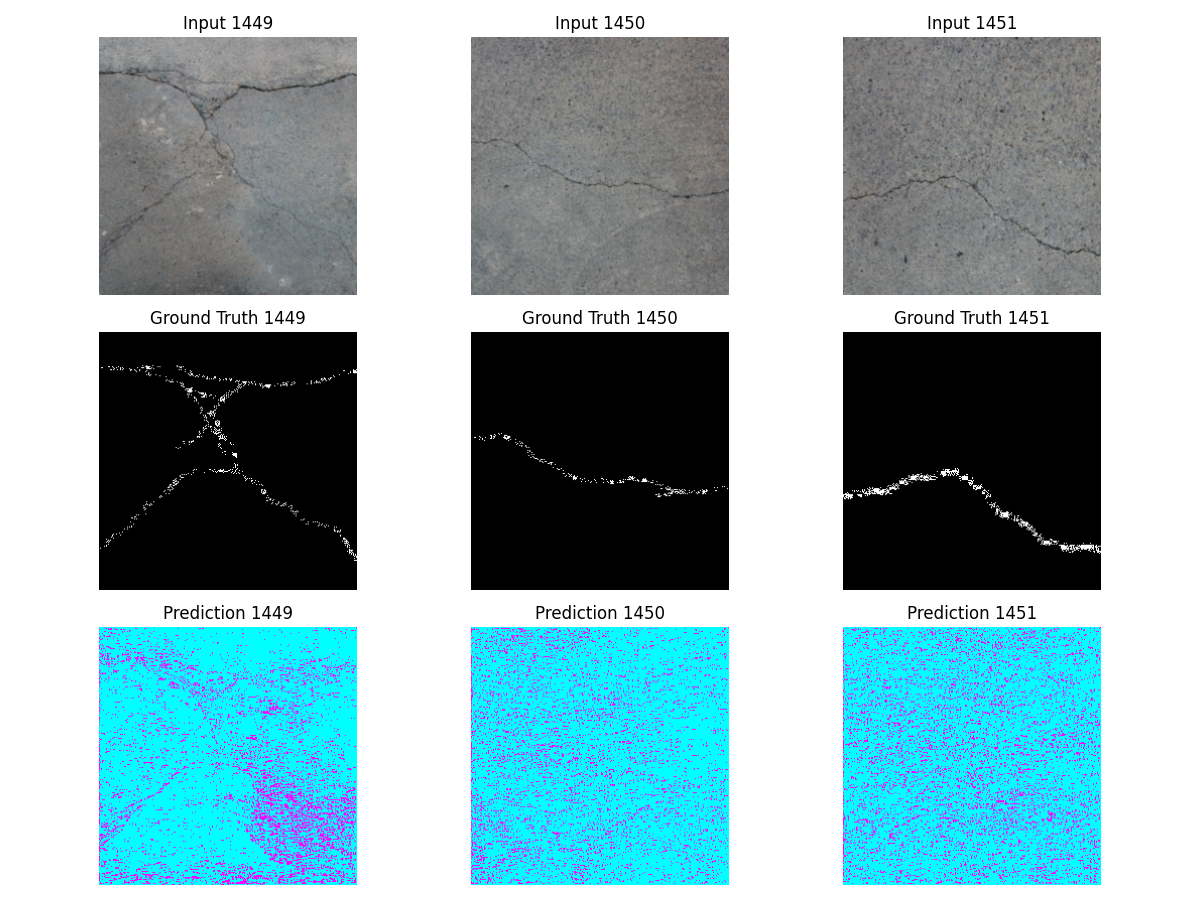 Input 1449
Input 1450
Input 1451
Ground Truth 1449
Ground Truth 1450
Ground Truth 1451
Prediction 1449
Prediction 1450
Prediction 1451